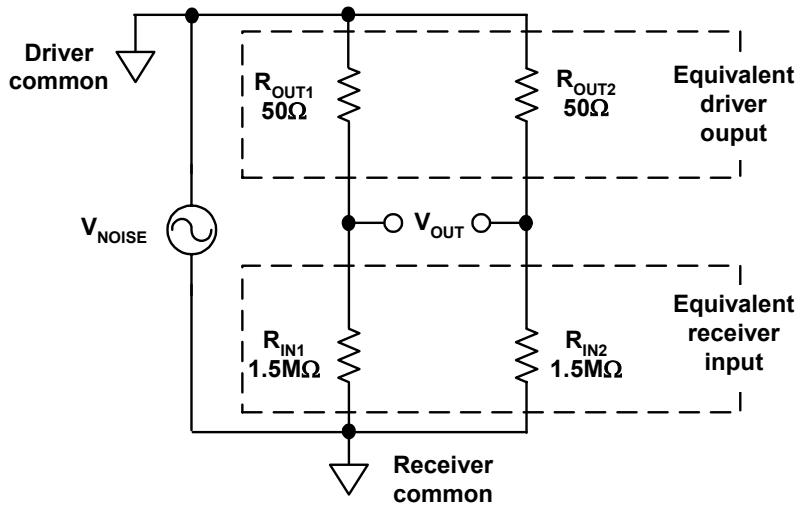 Driver
common
R_OUT1
50Ω
R_OUT2
50Ω
Equivalent
driver
ouput
V_NOISE
V_OUT
R_IN1
1.5MΩ
R_IN2
1.5MΩ
Equivalent
receiver
input
Receiver
common